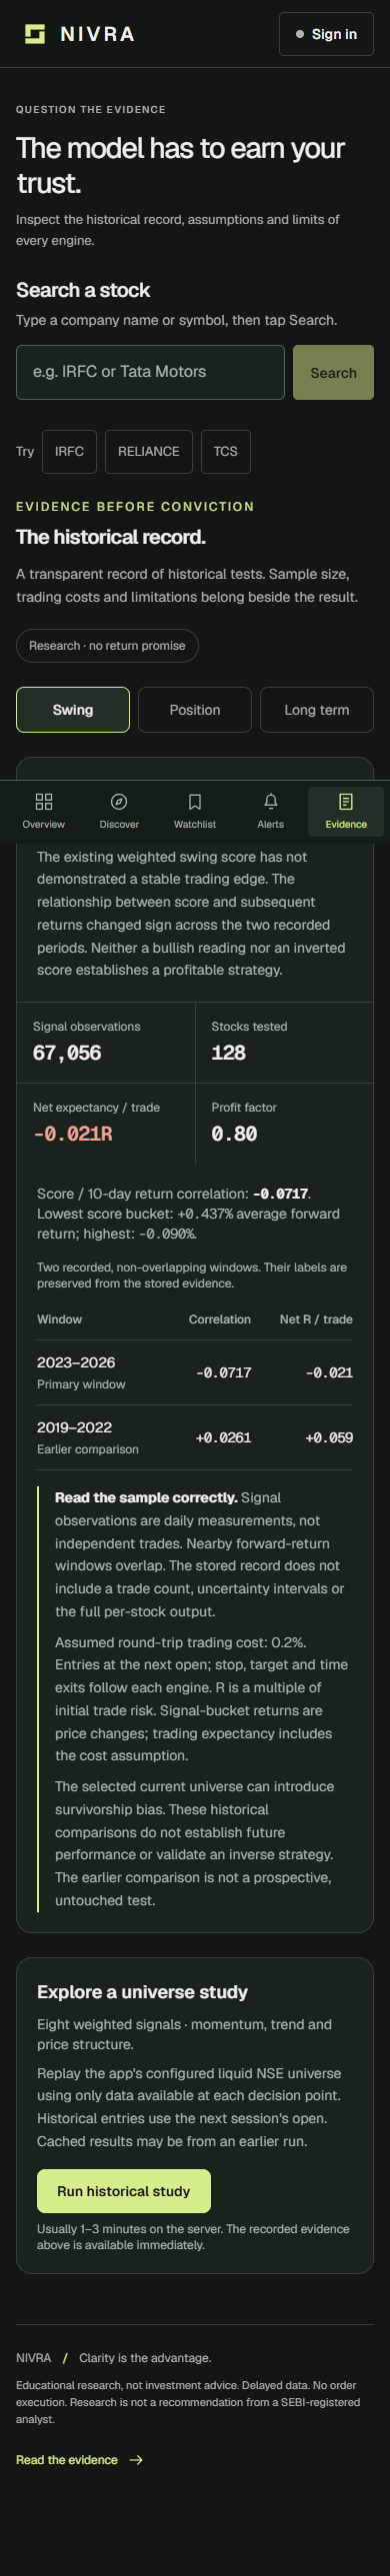 NIVRA
Sign in
QUESTION THE EVIDENCE
The model has to earn your
trust.
Inspect the historical record, assumptions and limits of
every engine.
Search a stock
Type a company name or symbol, then tap Search.
e.g. IRFC or Tata Motors
Search
Try
IRFC
RELIANCE
TCS
EVIDENCE BEFORE CONVICTION
The historical record.
A transparent record of historical tests. Sample size,
trading costs and limitations belong beside the result.
Research · no return promise
Swing
Position
Long term
Overview
Discover
Watchlist
Alerts
Evidence
The existing weighted swing score has not
demonstrated a stable trading edge. The
relationship between score and subsequent
returns changed sign across the two recorded
periods. Neither a bullish reading nor an inverted
score establishes a profitable strategy.
Signal observations
67,056
Stocks tested
128
Net expectancy / trade
-0.021R
Profit factor
0.80
Score / 10-day return correlation: -0.0717.
Lowest score bucket: +0.437% average forward
return; highest: -0.090%.
Two recorded, non-overlapping windows. Their labels are
preserved from the stored evidence.
Window Correlation Net R / trade
2023–2026
Primary window
-0.0717 -0.021
2019–2022
Earlier comparison
+0.0261 +0.059
Read the sample correctly. Signal
observations are daily measurements, not
independent trades. Nearby forward-return
windows overlap. The stored record does not
include a trade count, uncertainty intervals or
the full per-stock output.
Assumed round-trip trading cost: 0.2%.
Entries at the next open; stop, target and time
exits follow each engine. R is a multiple of
initial trade risk. Signal-bucket returns are
price changes; trading expectancy includes
the cost assumption.
The selected current universe can introduce
survivorship bias. These historical
comparisons do not establish future
performance or validate an inverse strategy.
The earlier comparison is not a prospective,
untouched test.
Explore a universe study
Eight weighted signals · momentum, trend and
price structure.
Replay the app's configured liquid NSE universe
using only data available at each decision point.
Historical entries use the next session's open.
Cached results may be from an earlier run.
Run historical study
Usually 1–3 minutes on the server. The recorded evidence
above is available immediately.
NIVRA / Clarity is the advantage.
Educational research, not investment advice. Delayed data. No order
execution. Research is not a recommendation from a SEBI-registered
analyst.
Read the evidence →